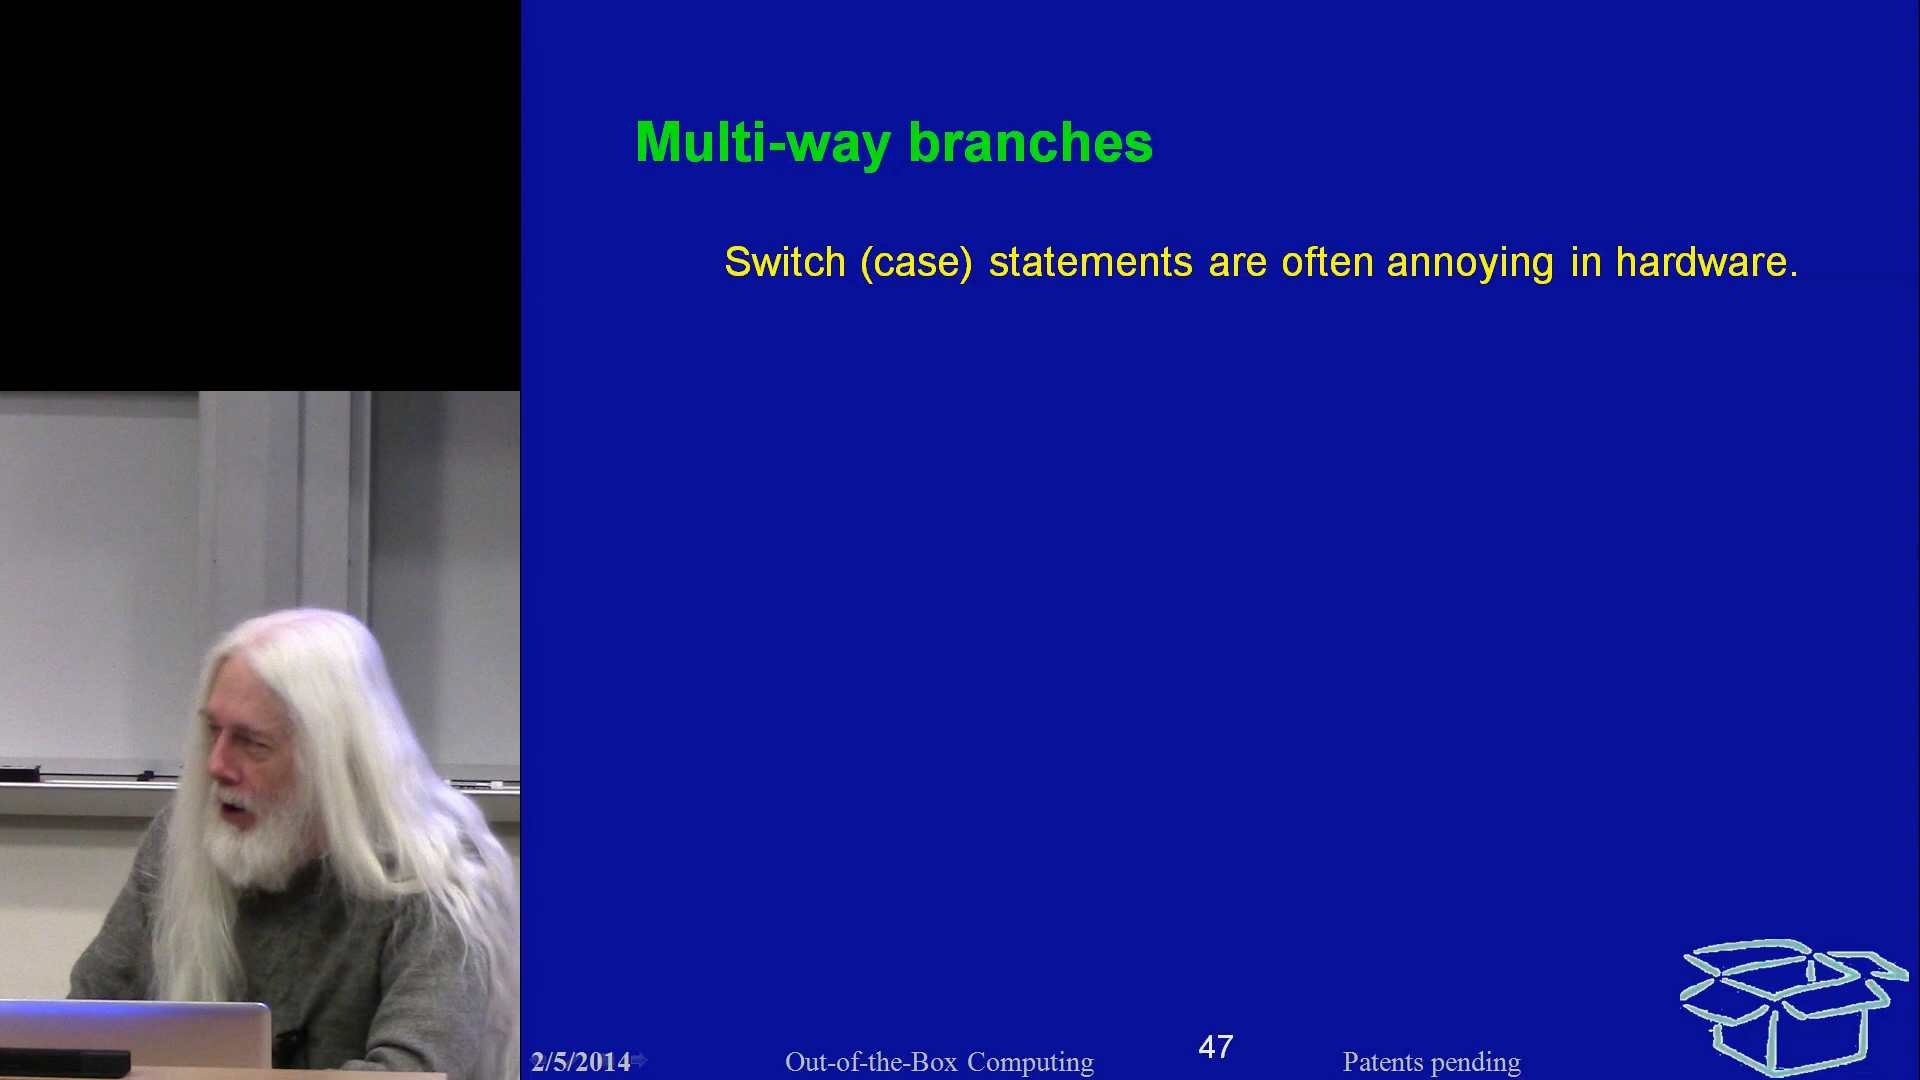 Multi-way branches
Switch (case) statements are often annoying in hardware.
2/5/2014
Out-of-the-Box Computing
47
Patents pending